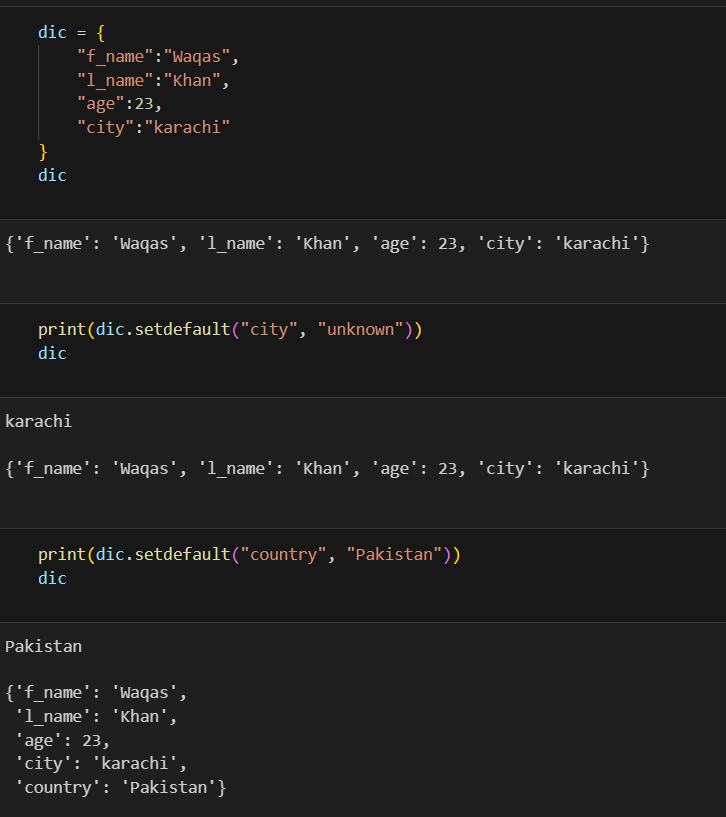 dic = {
    "f_name":"Waqas",
    "l_name":"Khan",
    "age":23,
    "city":"karachi"
}
dic
{'f_name': 'Waqas', 'l_name': 'Khan', 'age': 23, 'city': 'karachi'}
print(dic.setdefault("city", "unknown"))
dic
karachi
{'f_name': 'Waqas', 'l_name': 'Khan', 'age': 23, 'city': 'karachi'}
print(dic.setdefault("country", "Pakistan"))
dic
Pakistan
{'f_name': 'Waqas',
 'l_name': 'Khan',
 'age': 23,
 'city': 'karachi',
 'country': 'Pakistan'}